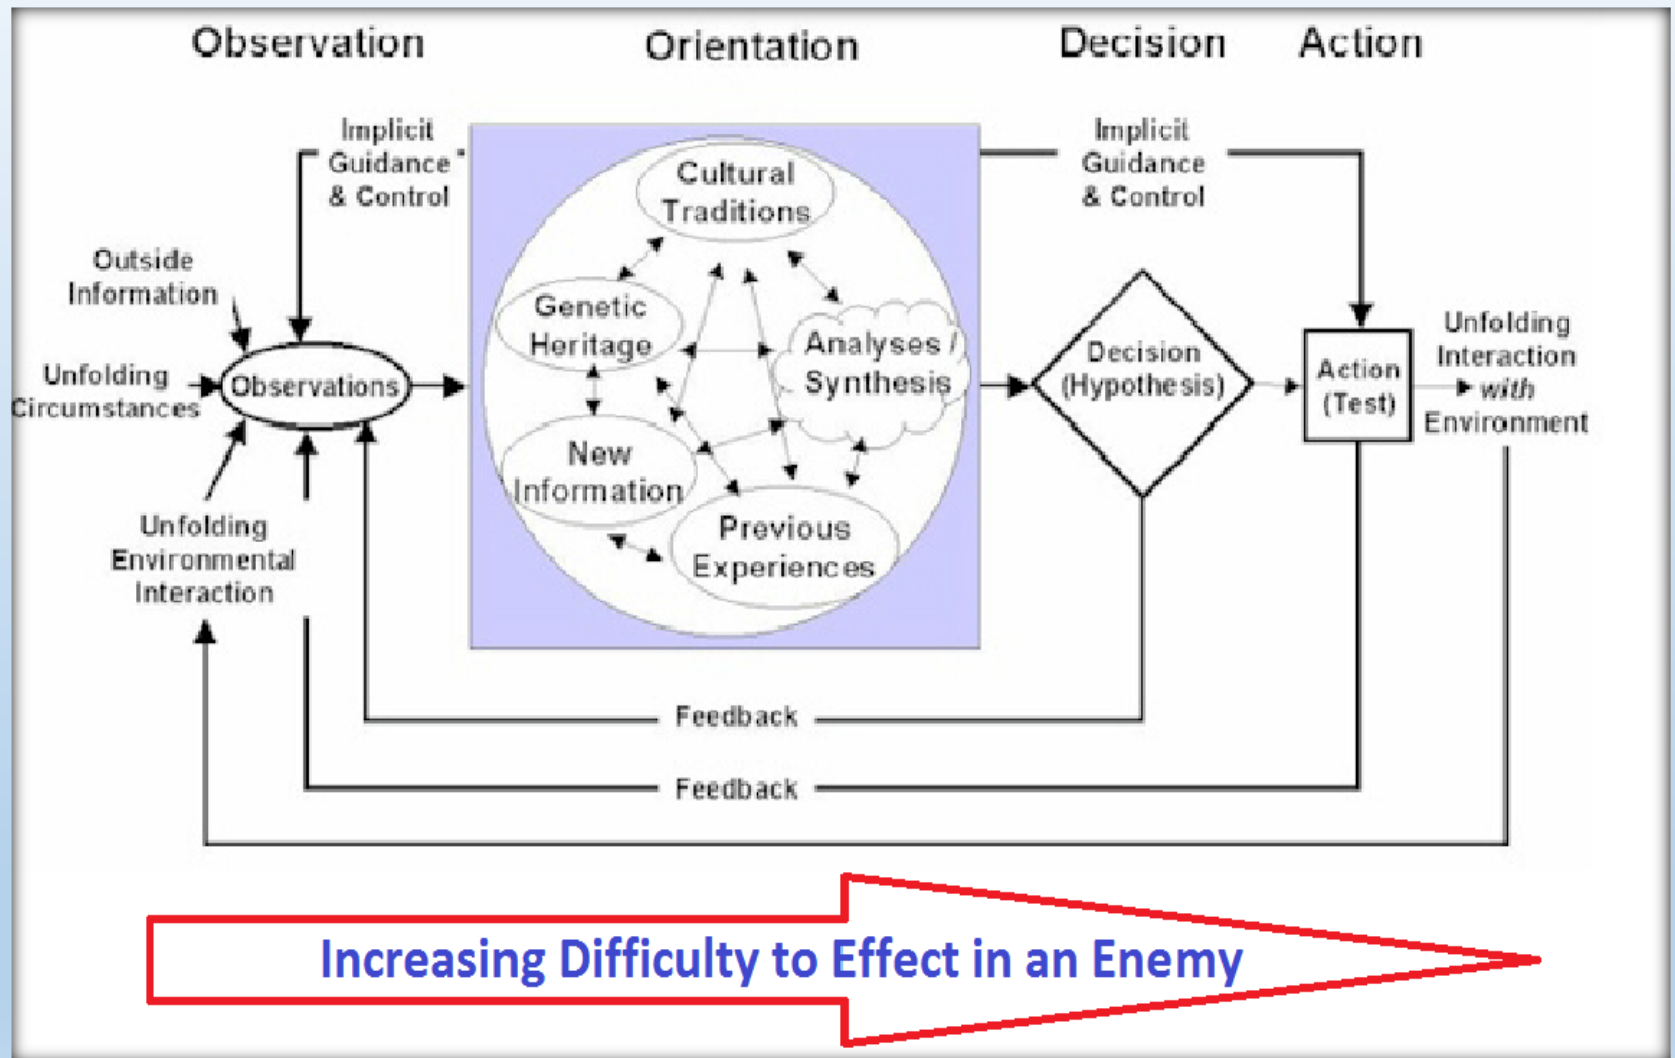 Observation
Orientation
Decision
Action
Implicit
Guidance
& Control
Implicit
Guidance
& Control
Cultural
Traditions
Outside
Information
Genetic
Heritage
Analyses /
Synthesis
Unfolding
Circumstances
Observations
Decision
(Hypothesis)
Action
(Test)
Unfolding
Interaction
with
Environment
New
Information
Previous
Experiences
Unfolding
Environmental
Interaction
Feedback
Feedback
Increasing Difficulty to Effect in an Enemy